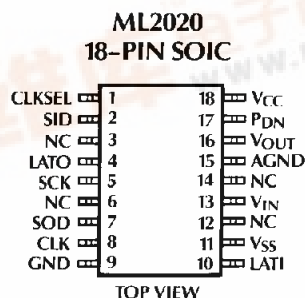 ML2020
18-PIN SOIC
CLKSEL 1 18 VCC
SID 2 17 PDN
NC 3 16 VOUT
LATO 4 15 AGND
SCK 5 14 NC
NC 6 13 VIN
SOD 7 12 NC
CLK 8 11 VSS
GND 9 10 LATI
TOP VIEW